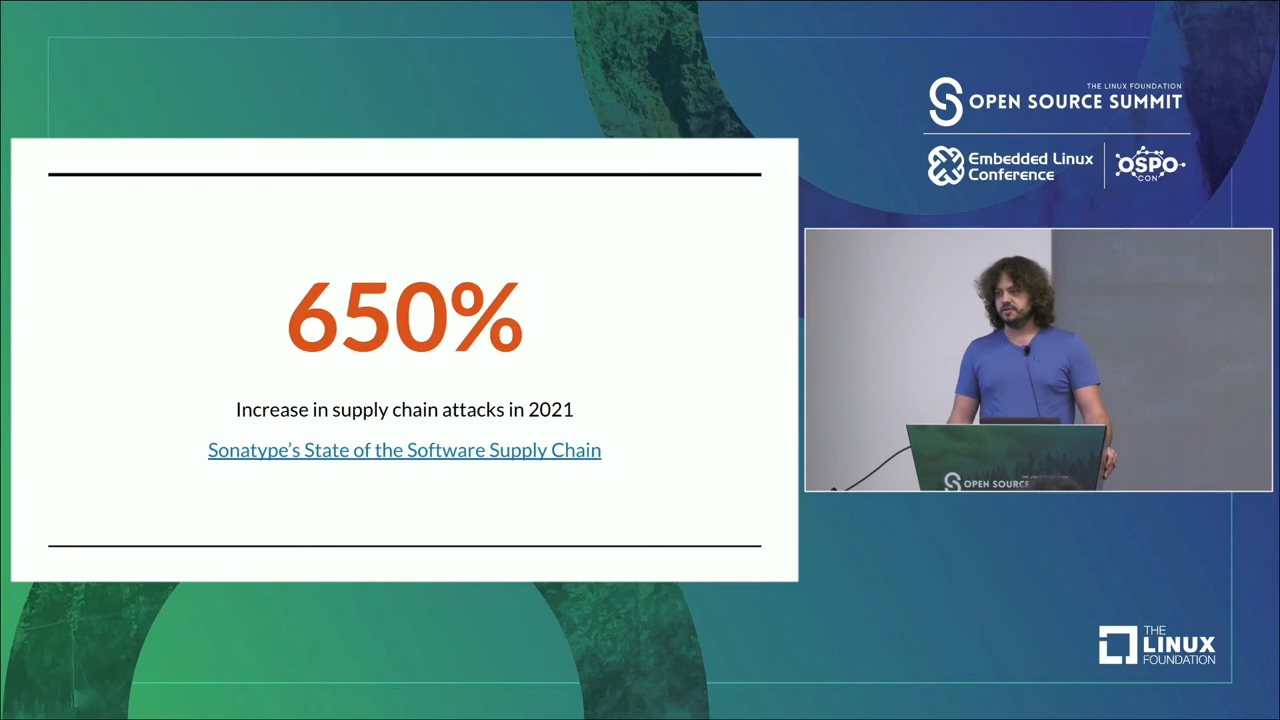 THE LINUX FOUNDATION
OPEN SOURCE SUMMIT
Embedded Linux
Conference
OSPO
CON
650%
Increase in supply chain attacks in 2021
Sonatype's State of the Software Supply Chain
OPEN SOURCE
THE
LINUX
FOUNDATION